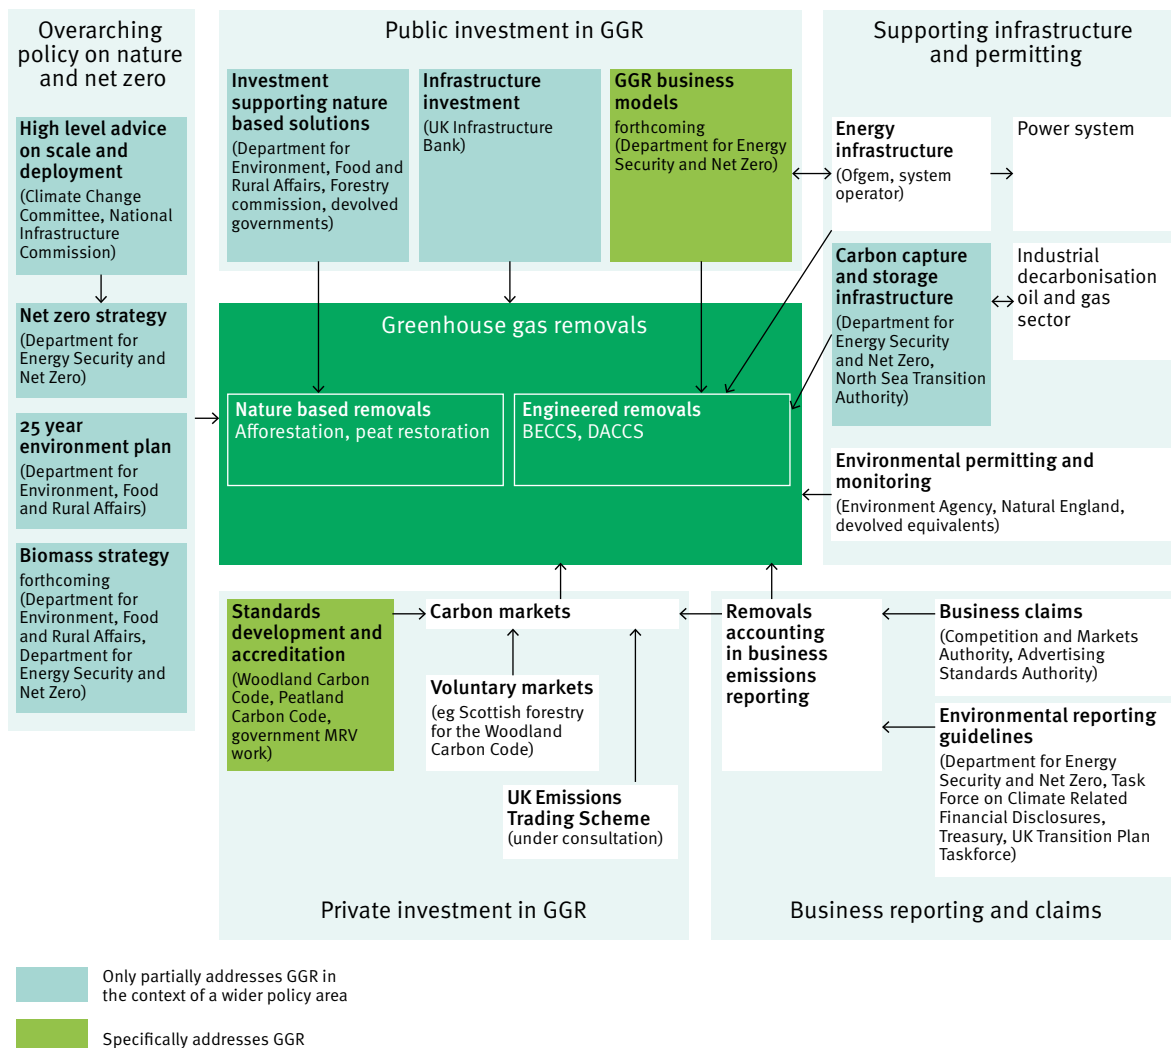 Overarching
policy on nature
and net zero
High level advice
on scale and
deployment
(Climate Change
Committee, National
Infrastructure
Commission)
Net zero strategy
(Department for
Energy Security and
Net Zero)
25 year
environment plan
(Department for
Environment, Food
and Rural Affairs)
Biomass strategy
forthcoming
(Department for
Environment, Food
and Rural Affairs,
Department for
Energy Security and
Net Zero)
Public investment in GGR
Investment
supporting nature
based solutions
(Department for
Environment, Food and
Rural Affairs, Forestry
commission, devolved
governments)
Infrastructure
investment
(UK Infrastructure
Bank)
GGR business
models
forthcoming
(Department for Energy
Security and Net Zero)
Supporting infrastructure
and permitting
Energy
infrastructure
(Ofgem, system
operator)
Power system
Carbon capture
and storage
infrastructure
(Department for
Energy Security
and Net Zero,
North Sea Transition
Authority)
Industrial
decarbonisation
oil and gas
sector
Environmental permitting and
monitoring
(Environment Agency, Natural England,
devolved equivalents)
Greenhouse gas removals
Nature based removals
Afforestation, peat restoration
Engineered removals
BECCS, DACCS
Standards
development and
accreditation
(Woodland Carbon
Code, Peatland
Carbon Code,
government MRV
work)
Carbon markets
Voluntary markets
(eg Scottish forestry
for the Woodland
Carbon Code)
UK Emissions
Trading Scheme
(under consultation)
Private investment in GGR
Removals
accounting
in business
emissions
reporting
Business claims
(Competition and Markets
Authority, Advertising
Standards Authority)
Environmental reporting
guidelines
(Department for Energy
Security and Net Zero, Task
Force on Climate Related
Financial Disclosures,
Treasury, UK Transition Plan
Taskforce)
Business reporting and claims
Only partially addresses GGR in
the context of a wider policy area
Specifically addresses GGR